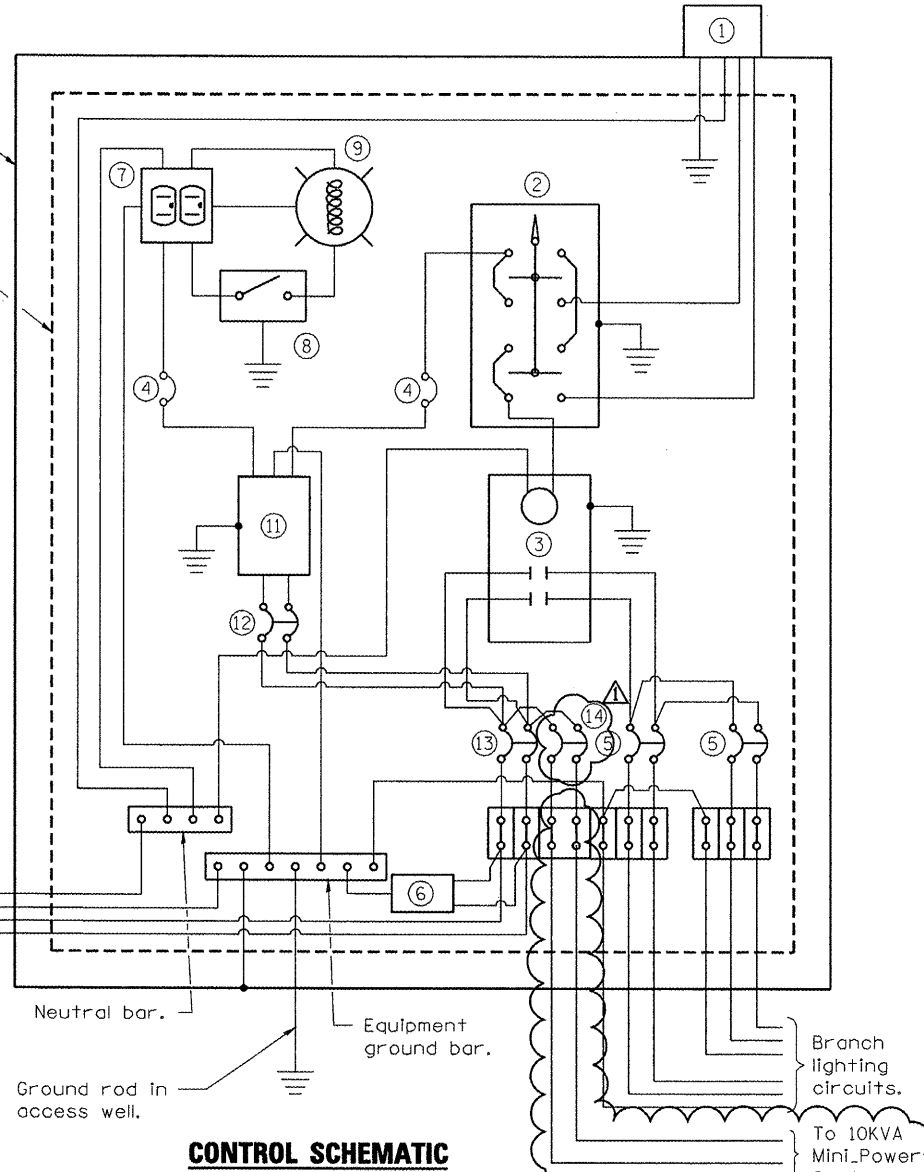 1
9
7
2
8
4
4
11
3
12
1
14
13
5
5
6
Neutral bar.
Equipment
ground bar.
Ground rod in
access well.
Branch
lighting
circuits.
CONTROL SCHEMATIC
To 10KVA
Mini_Power